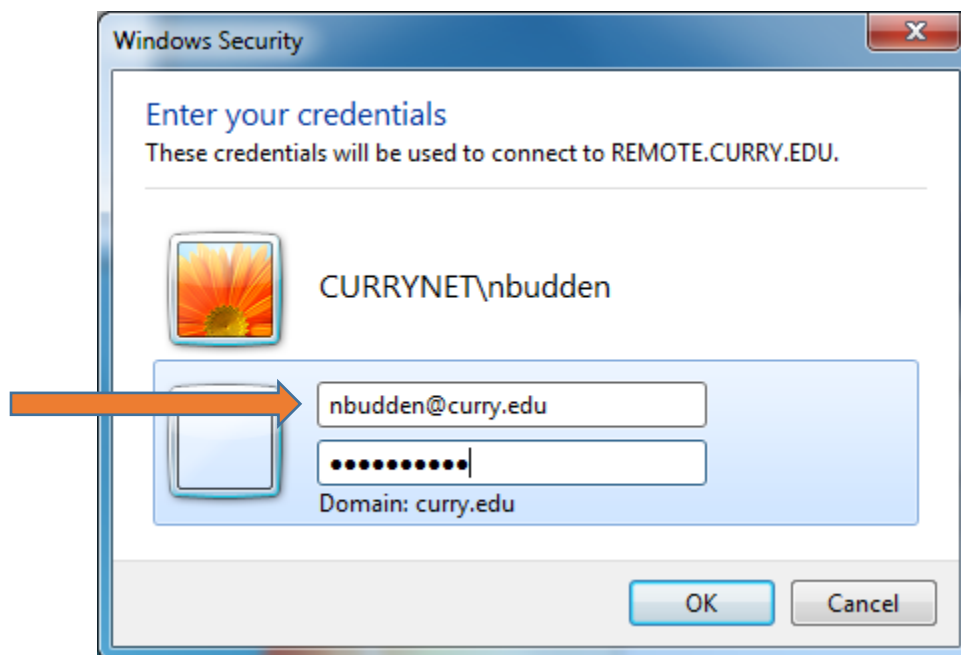 Windows Security
Enter your credentials
These credentials will be used to connect to REMOTE.CURRY.EDU.
CURRYNET\nbudden
nbudden@curry.edu
●●●●●●●●●●
Domain: curry.edu
OK
Cancel